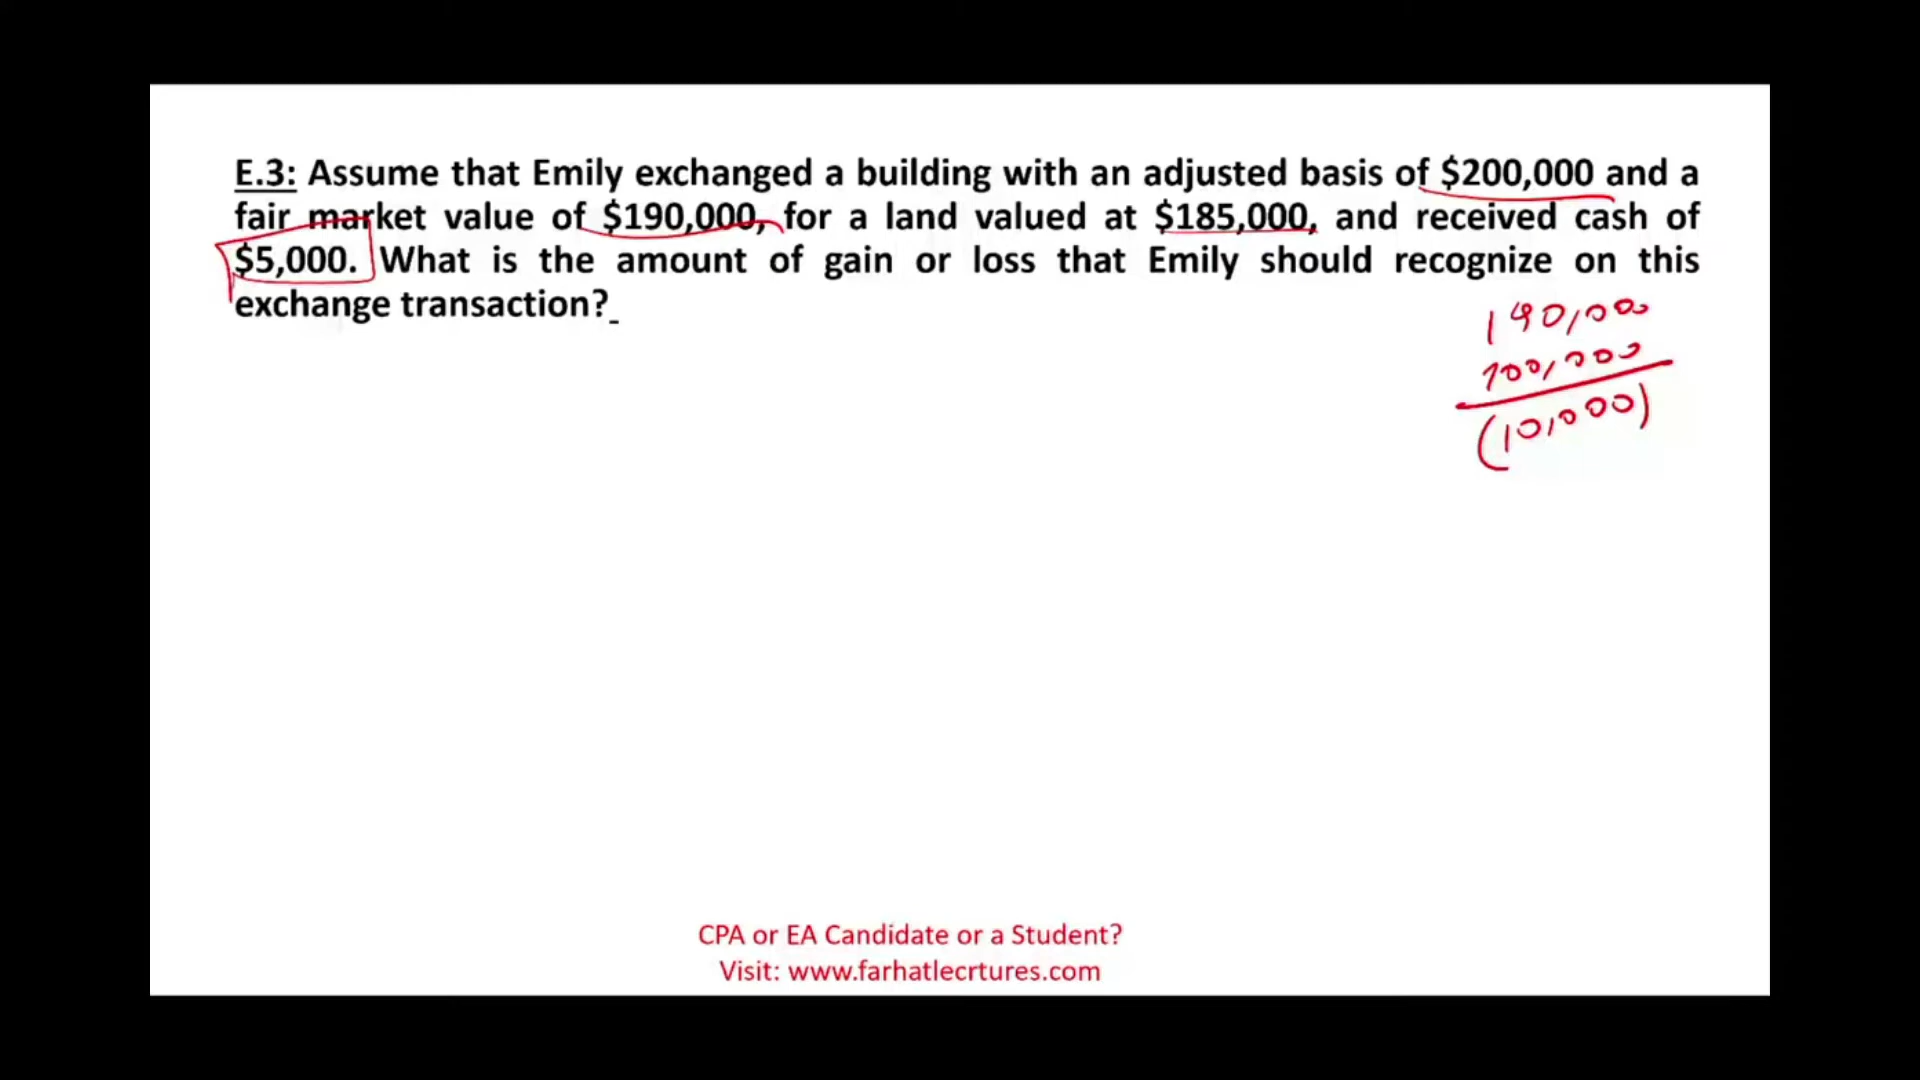 E.3: Assume that Emily exchanged a building with an adjusted basis of $200,000 and a
fair market value of $190,000, for a land valued at $185,000, and received cash of
$5,000. What is the amount of gain or loss that Emily should recognize on this
exchange transaction?
190,000
200,000
(10,000)
CPA or EA Candidate or a Student?
Visit: www.farhatlecrtures.com